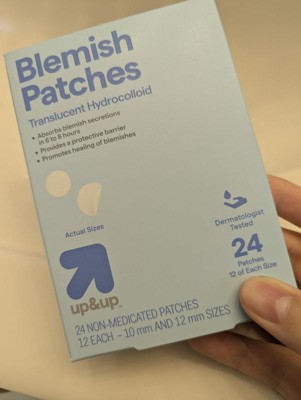 Blemish
Patches
Translucent Hydrocolloid
• Absorbs blemish secretions
in 6 to 8 hours
• Provides a protective barrier
• Promotes healing of blemishes
Actual Sizes
Dermatologist
Tested
24
Patches
12 of Each Size
up&up™
24 NON-MEDICATED PATCHES
12 EACH – 10 mm AND 12 mm SIZES